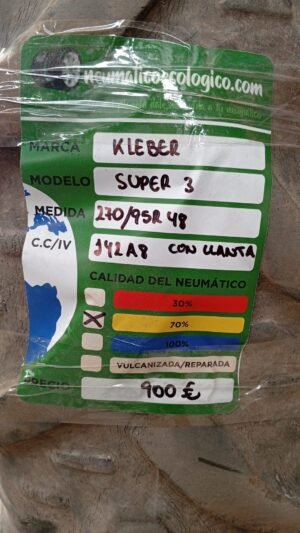 neumaticoecologico.com
MARCA KLEBER
MODELO SUPER 3
MEDIDA 270/95R 48
C.C/IV 142A8 CON LLANTA
CALIDAD DEL NEUMÁTICO
30%
X 70%
100%
VULCANIZADA/REPARADA
PRECIO 900 €